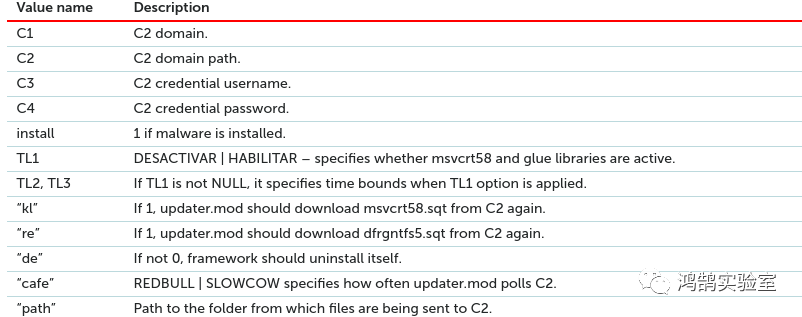 Value name Description
C1 C2 domain.
C2 C2 domain path.
C3 C2 credential username.
C4 C2 credential password.
install 1 if malware is installed.
TL1 DESACTIVAR | HABILITAR – specifies whether msvcrt58 and glue libraries are active.
TL2, TL3 If TL1 is not NULL, it specifies time bounds when TL1 option is applied.
“kl” If 1, updater.mod should download msvcrt58.sqt from C2 again.
“re” If 1, updater.mod should download dfrgntfs5.sqt from C2 again.
“de” If not 0, framework should uninstall itself.
“cafe” REDBULL | SLOWCOW specifies how often updater.mod polls C2.
鸿鹄实验室
“path” Path to the folder from which files are being sent to C2.